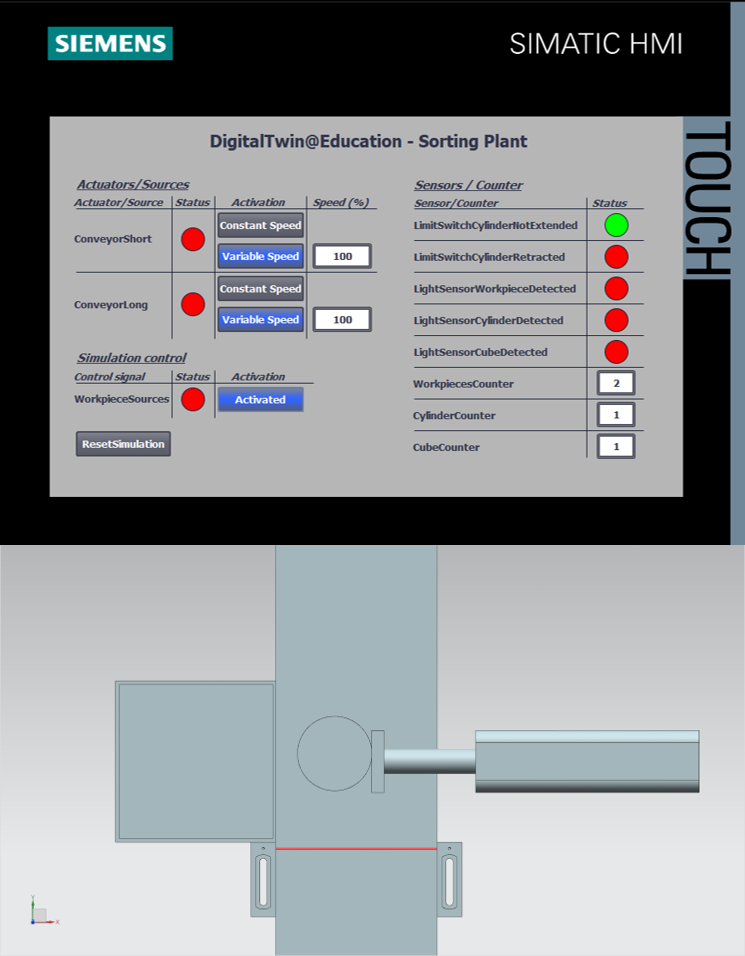 SIEMENS
SIMATIC HMI
TOUCH
DigitalTwin@Education - Sorting Plant
Actuators/Sources
Actuator/Source Status Activation Speed (%)
ConveyorShort
Constant Speed
Variable Speed 100
ConveyorLong
Constant Speed
Variable Speed 100
Simulation control
Control signal Status Activation
WorkpieceSources Activated
ResetSimulation
Sensors / Counter
Sensor/Counter Status
LimitSwitchCylinderNotExtended
LimitSwitchCylinderRetracted
LightSensorWorkpieceDetected
LightSensorCylinderDetected
LightSensorCubeDetected
WorkpiecesCounter 2
CylinderCounter 1
CubeCounter 1
Y
X